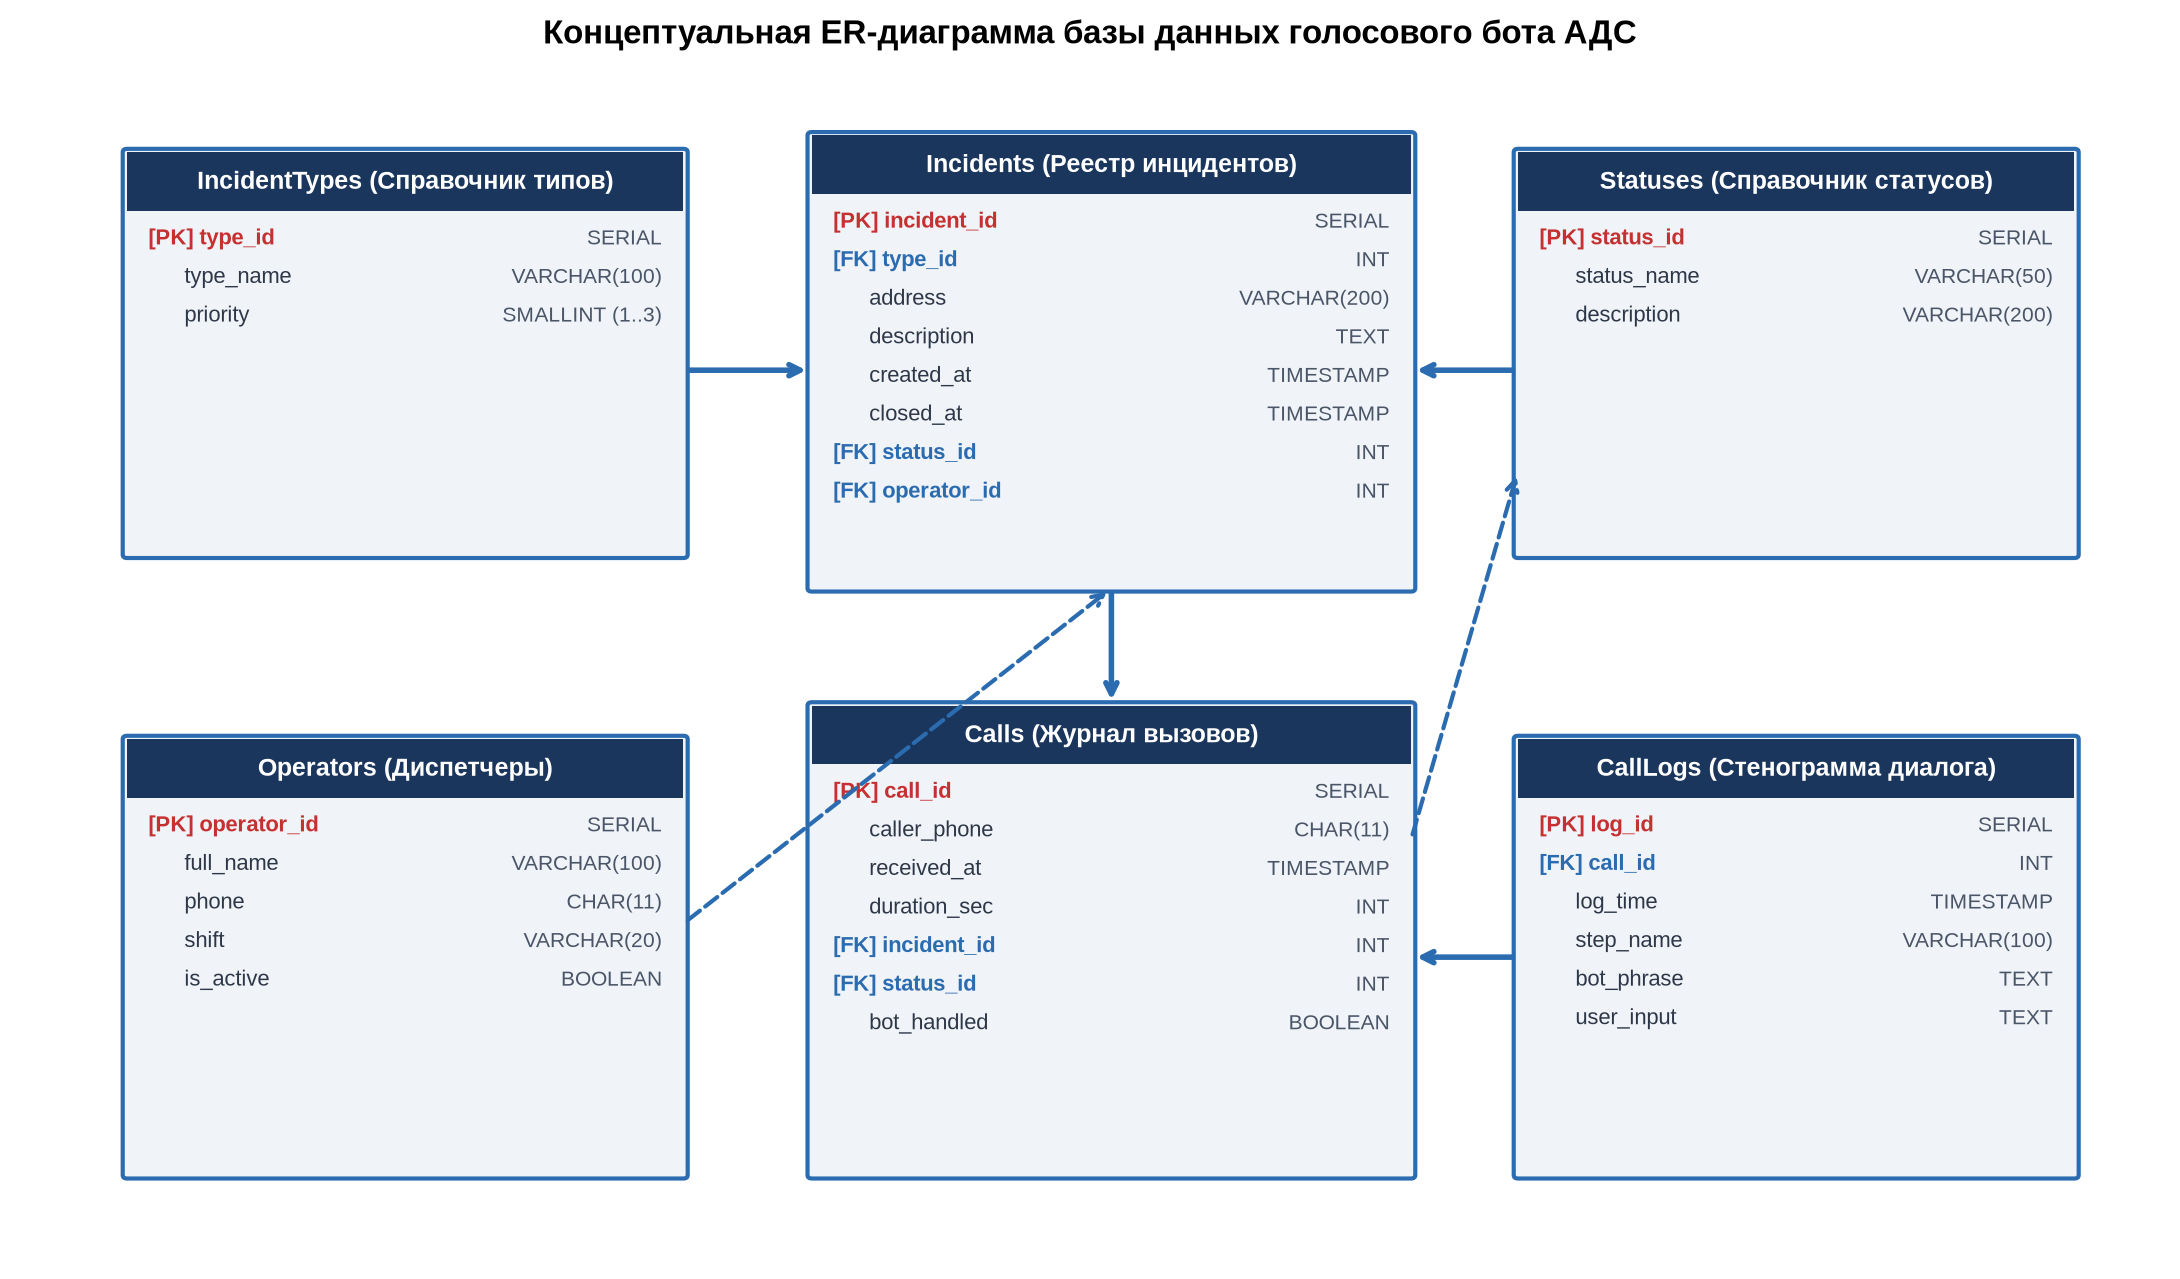 Концептуальная ER-диаграмма базы данных голосового бота АДС
IncidentTypes (Справочник типов)
[PK] type_id SERIAL
type_name VARCHAR(100)
priority SMALLINT (1..3)
Incidents (Реестр инцидентов)
[PK] incident_id SERIAL
[FK] type_id INT
address VARCHAR(200)
description TEXT
created_at TIMESTAMP
closed_at TIMESTAMP
[FK] status_id INT
[FK] operator_id INT
Statuses (Справочник статусов)
[PK] status_id SERIAL
status_name VARCHAR(50)
description VARCHAR(200)
Operators (Диспетчеры)
[PK] operator_id SERIAL
full_name VARCHAR(100)
phone CHAR(11)
shift VARCHAR(20)
is_active BOOLEAN
Calls (Журнал вызовов)
[PK] call_id SERIAL
caller_phone CHAR(11)
received_at TIMESTAMP
duration_sec INT
[FK] incident_id INT
[FK] status_id INT
bot_handled BOOLEAN
CallLogs (Стенограмма диалога)
[PK] log_id SERIAL
[FK] call_id INT
log_time TIMESTAMP
step_name VARCHAR(100)
bot_phrase TEXT
user_input TEXT